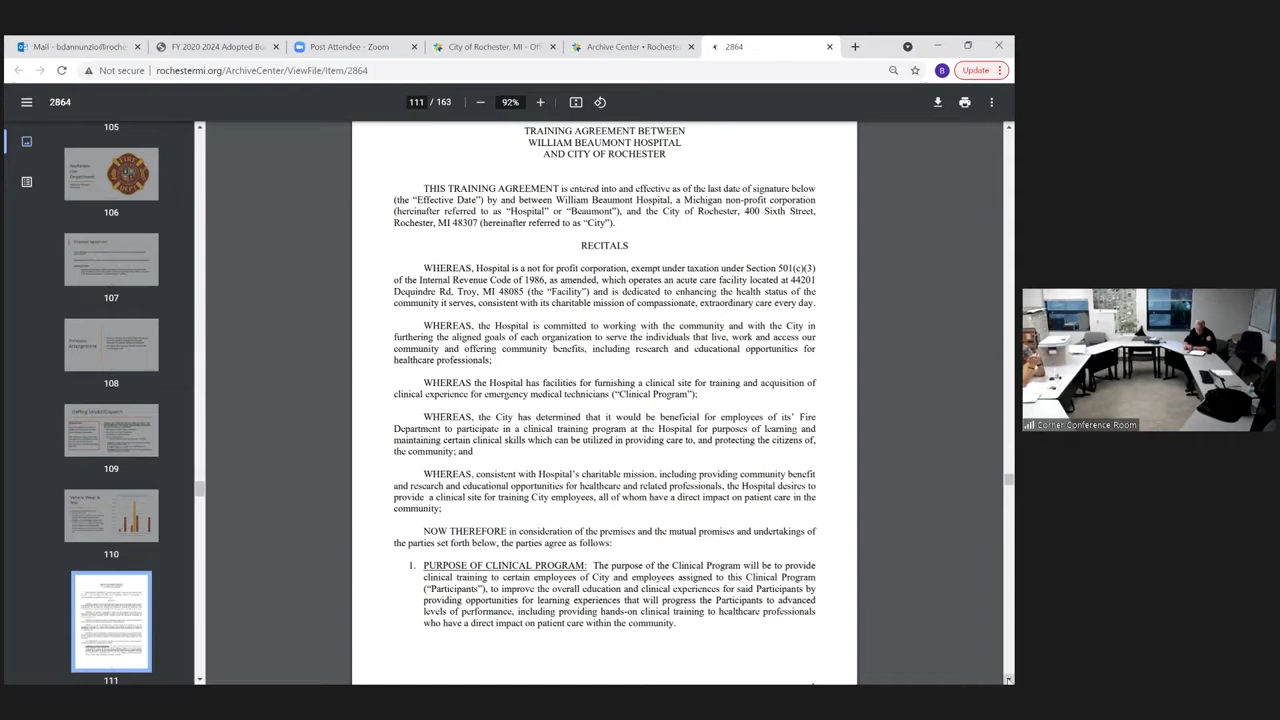 Mail - bdannunzio@roche
FY 2020 2024 Adopted Bu
Post Attendee - Zoom
City of Rochester, MI - Off
Archive Center • Rochester
2864
Not secure
rochestermi.org/ArchiveCenter/ViewFile/Item/2864
B
Update
2864
111 / 163
92%
105
106
107
108
109
110
111
TRAINING AGREEMENT BETWEEN
WILLIAM BEAUMONT HOSPITAL
AND CITY OF ROCHESTER
THIS TRAINING AGREEMENT is entered into and effective as of the last date of signature below
(the “Effective Date”) by and between William Beaumont Hospital, a Michigan non-profit corporation
(hereinafter referred to as “Hospital” or “Beaumont”), and the City of Rochester, 400 Sixth Street,
Rochester, MI 48307 (hereinafter referred to as “City”).
RECITALS
WHEREAS, Hospital is a not for profit corporation, exempt under taxation under Section 501(c)(3)
of the Internal Revenue Code of 1986, as amended, which operates an acute care facility located at 44201
Dequindre Rd, Troy, MI 48085 (the “Facility”) and is dedicated to enhancing the health status of the
community it serves, consistent with its charitable mission of compassionate, extraordinary care every day.
WHEREAS, the Hospital is committed to working with the community and with the City in
furthering the aligned goals of each organization to serve the individuals that live, work and access our
community and offering community benefits, including research and educational opportunities for
healthcare professionals;
WHEREAS the Hospital has facilities for furnishing a clinical site for training and acquisition of
clinical experience for emergency medical technicians (“Clinical Program”);
WHEREAS, the City has determined that it would be beneficial for employees of its’ Fire
Department to participate in a clinical training program at the Hospital for purposes of learning and
maintaining certain clinical skills which can be utilized in providing care to, and protecting the citizens of,
the community; and
WHEREAS, consistent with Hospital’s charitable mission, including providing community benefit
and research and educational opportunities for healthcare and related professionals, the Hospital desires to
provide a clinical site for training City employees, all of whom have a direct impact on patient care in the
community;
NOW THEREFORE in consideration of the premises and the mutual promises and undertakings of
the parties set forth below, the parties agree as follows:
1. PURPOSE OF CLINICAL PROGRAM: The purpose of the Clinical Program will be to provide
clinical training to certain employees of City and employees assigned to this Clinical Program
(“Participants”), to improve the overall education and clinical experiences for said Participants by
providing opportunities for learning experiences that will progress the Participants to advanced
levels of performance, including providing hands-on clinical training to healthcare professionals
who have a direct impact on patient care within the community.
Corner Conference Room